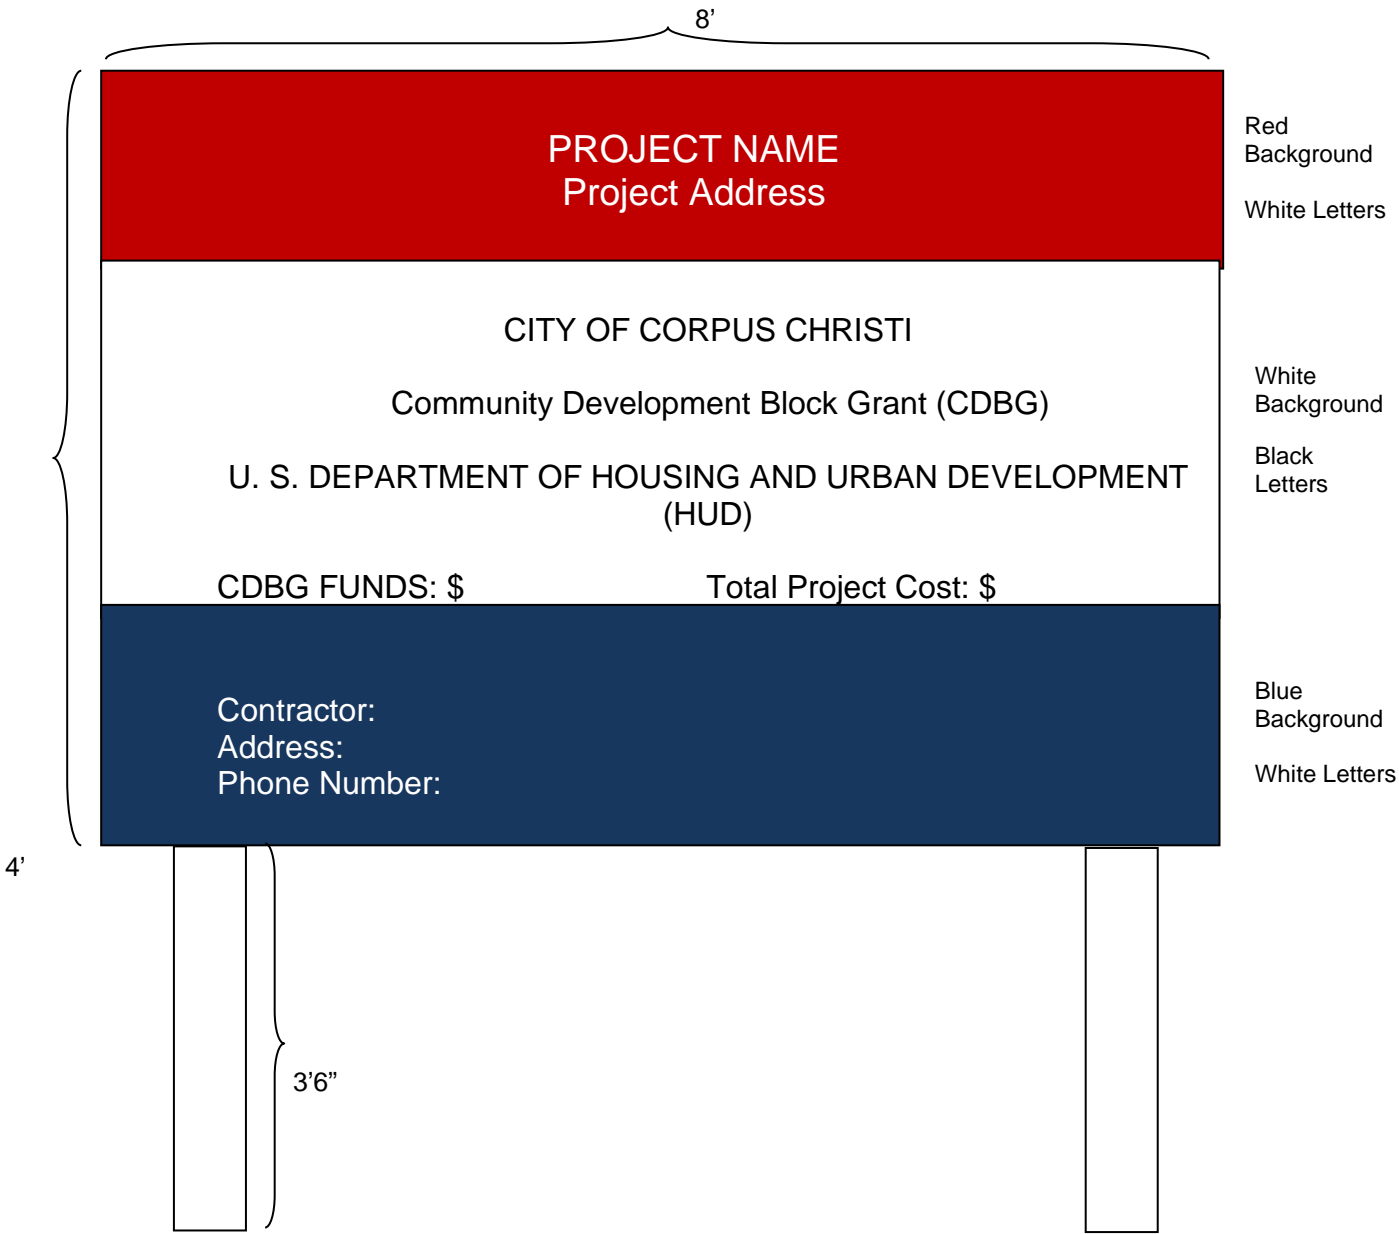 8’
PROJECT NAME
Project Address
Red
Background
White Letters
CITY OF CORPUS CHRISTI
Community Development Block Grant (CDBG)
U. S. DEPARTMENT OF HOUSING AND URBAN DEVELOPMENT
(HUD)
CDBG FUNDS: $ Total Project Cost: $
White
Background
Black
Letters
Contractor:
Address:
Phone Number:
Blue
Background
White Letters
4’
3’6”